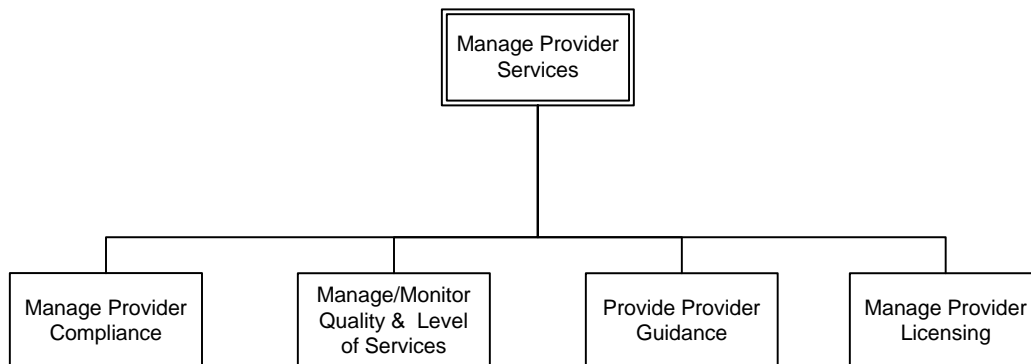 Manage Provider
Services
Manage Provider
Compliance
Manage/Monitor
Quality &  Level
of Services
Provide Provider
Guidance
Manage Provider
Licensing